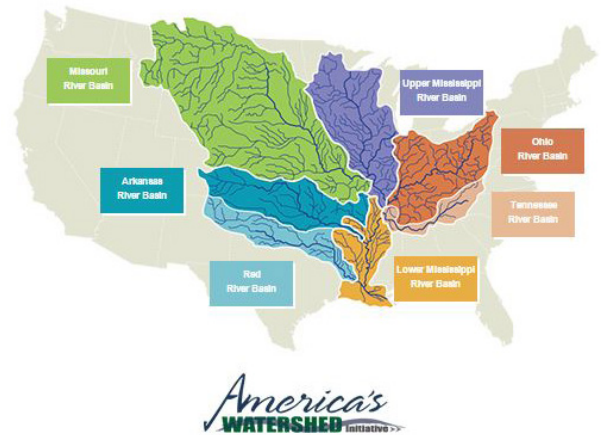 Missouri
River Basin
Upper Mississippi
River Basin
Ohio
River Basin
Arkansas
River Basin
Tennessee
River Basin
Red
River Basin
Lower Mississippi
River Basin
America's
WATERSHED initiative >>